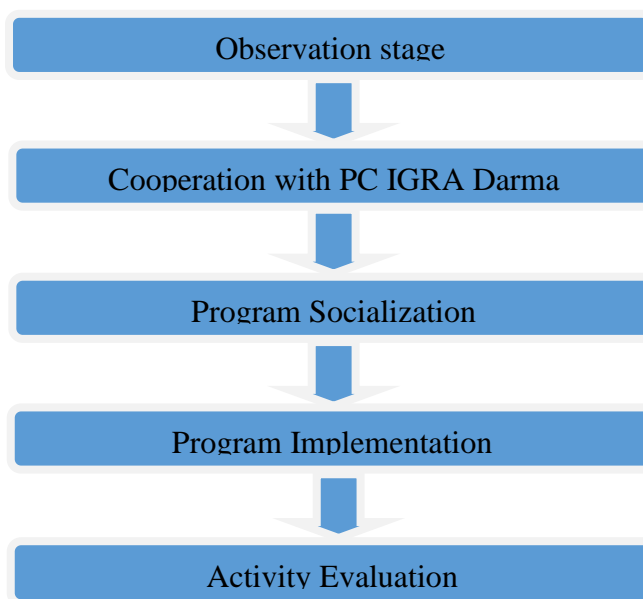 Observation stage
Cooperation with PC IGRA Darma
Program Socialization
Program Implementation
Activity Evaluation